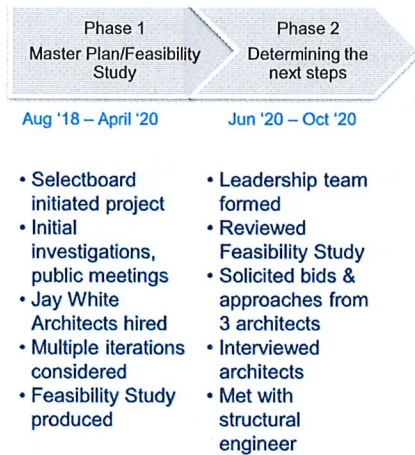 Phase 1
Master Plan/Feasibility
Study
Aug '18 – April '20
• Selectboard
initiated project
• Initial
investigations,
public meetings
• Jay White
Architects hired
• Multiple iterations
considered
• Feasibility Study
produced
Phase 2
Determining the
next steps
Jun '20 – Oct '20
• Leadership team
formed
• Reviewed
Feasibility Study
• Solicited bids &
approaches from
3 architects
• Interviewed
architects
• Met with
structural
engineer